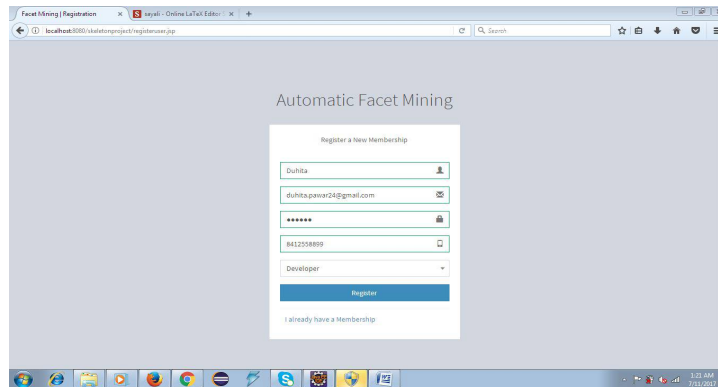 Facet Mining | Registration
sayali - Online LaTeX Editor
localhost:8080/skeletonproject/registeruser.jsp
Search
Automatic Facet Mining
Register a New Membership
Duhita
duhita.pawar24@gmail.com
••••••
8412558899
Developer
Register
I already have a Membership
1:21 AM
7/11/2017